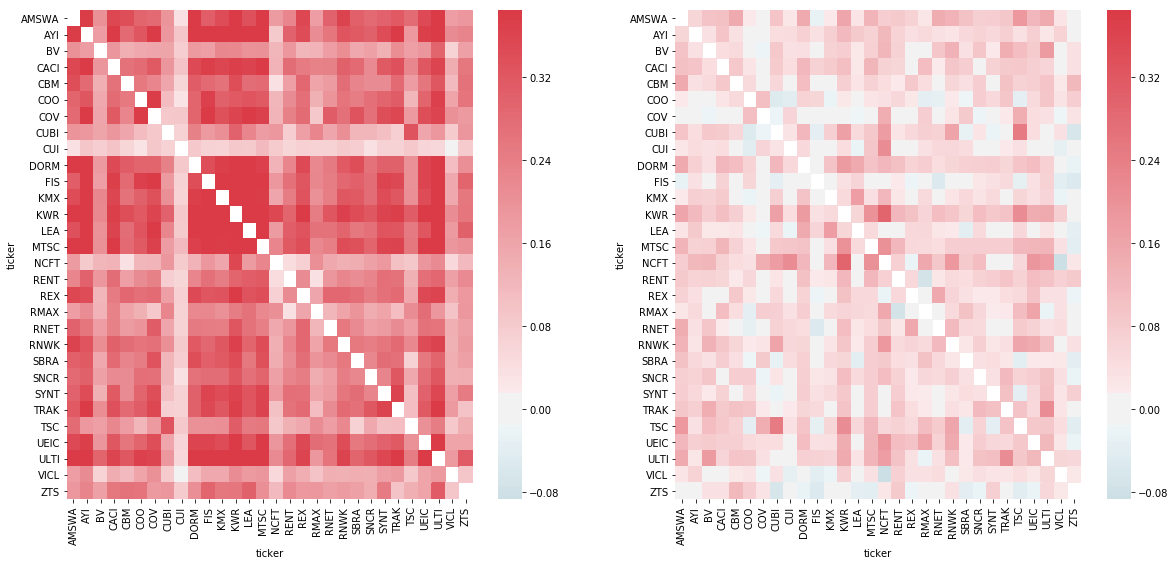 AMSWA
AYI
BV
CACI
CBM
COO
COV
CUBI
CUI
DORM
FIS
KMX
KWR
LEA
MTSC
NCFT
RENT
REX
RMAX
RNET
RNWK
SBRA
SNCR
SYNT
TRAK
TSC
UEIC
ULTI
VICL
ZTS
ticker
AMSWA AYI BV CACI CBM COO COV CUBI CUI DORM FIS KMX KWR LEA MTSC NCFT RENT REX RMAX RNET RNWK SBRA SNCR SYNT TRAK TSC UEIC ULTI VICL ZTS
ticker
0.32
0.24
0.16
0.08
0.00
−0.08
AMSWA
AYI
BV
CACI
CBM
COO
COV
CUBI
CUI
DORM
FIS
KMX
KWR
LEA
MTSC
NCFT
RENT
REX
RMAX
RNET
RNWK
SBRA
SNCR
SYNT
TRAK
TSC
UEIC
ULTI
VICL
ZTS
ticker
AMSWA AYI BV CACI CBM COO COV CUBI CUI DORM FIS KMX KWR LEA MTSC NCFT RENT REX RMAX RNET RNWK SBRA SNCR SYNT TRAK TSC UEIC ULTI VICL ZTS
ticker
0.32
0.24
0.16
0.08
0.00
−0.08